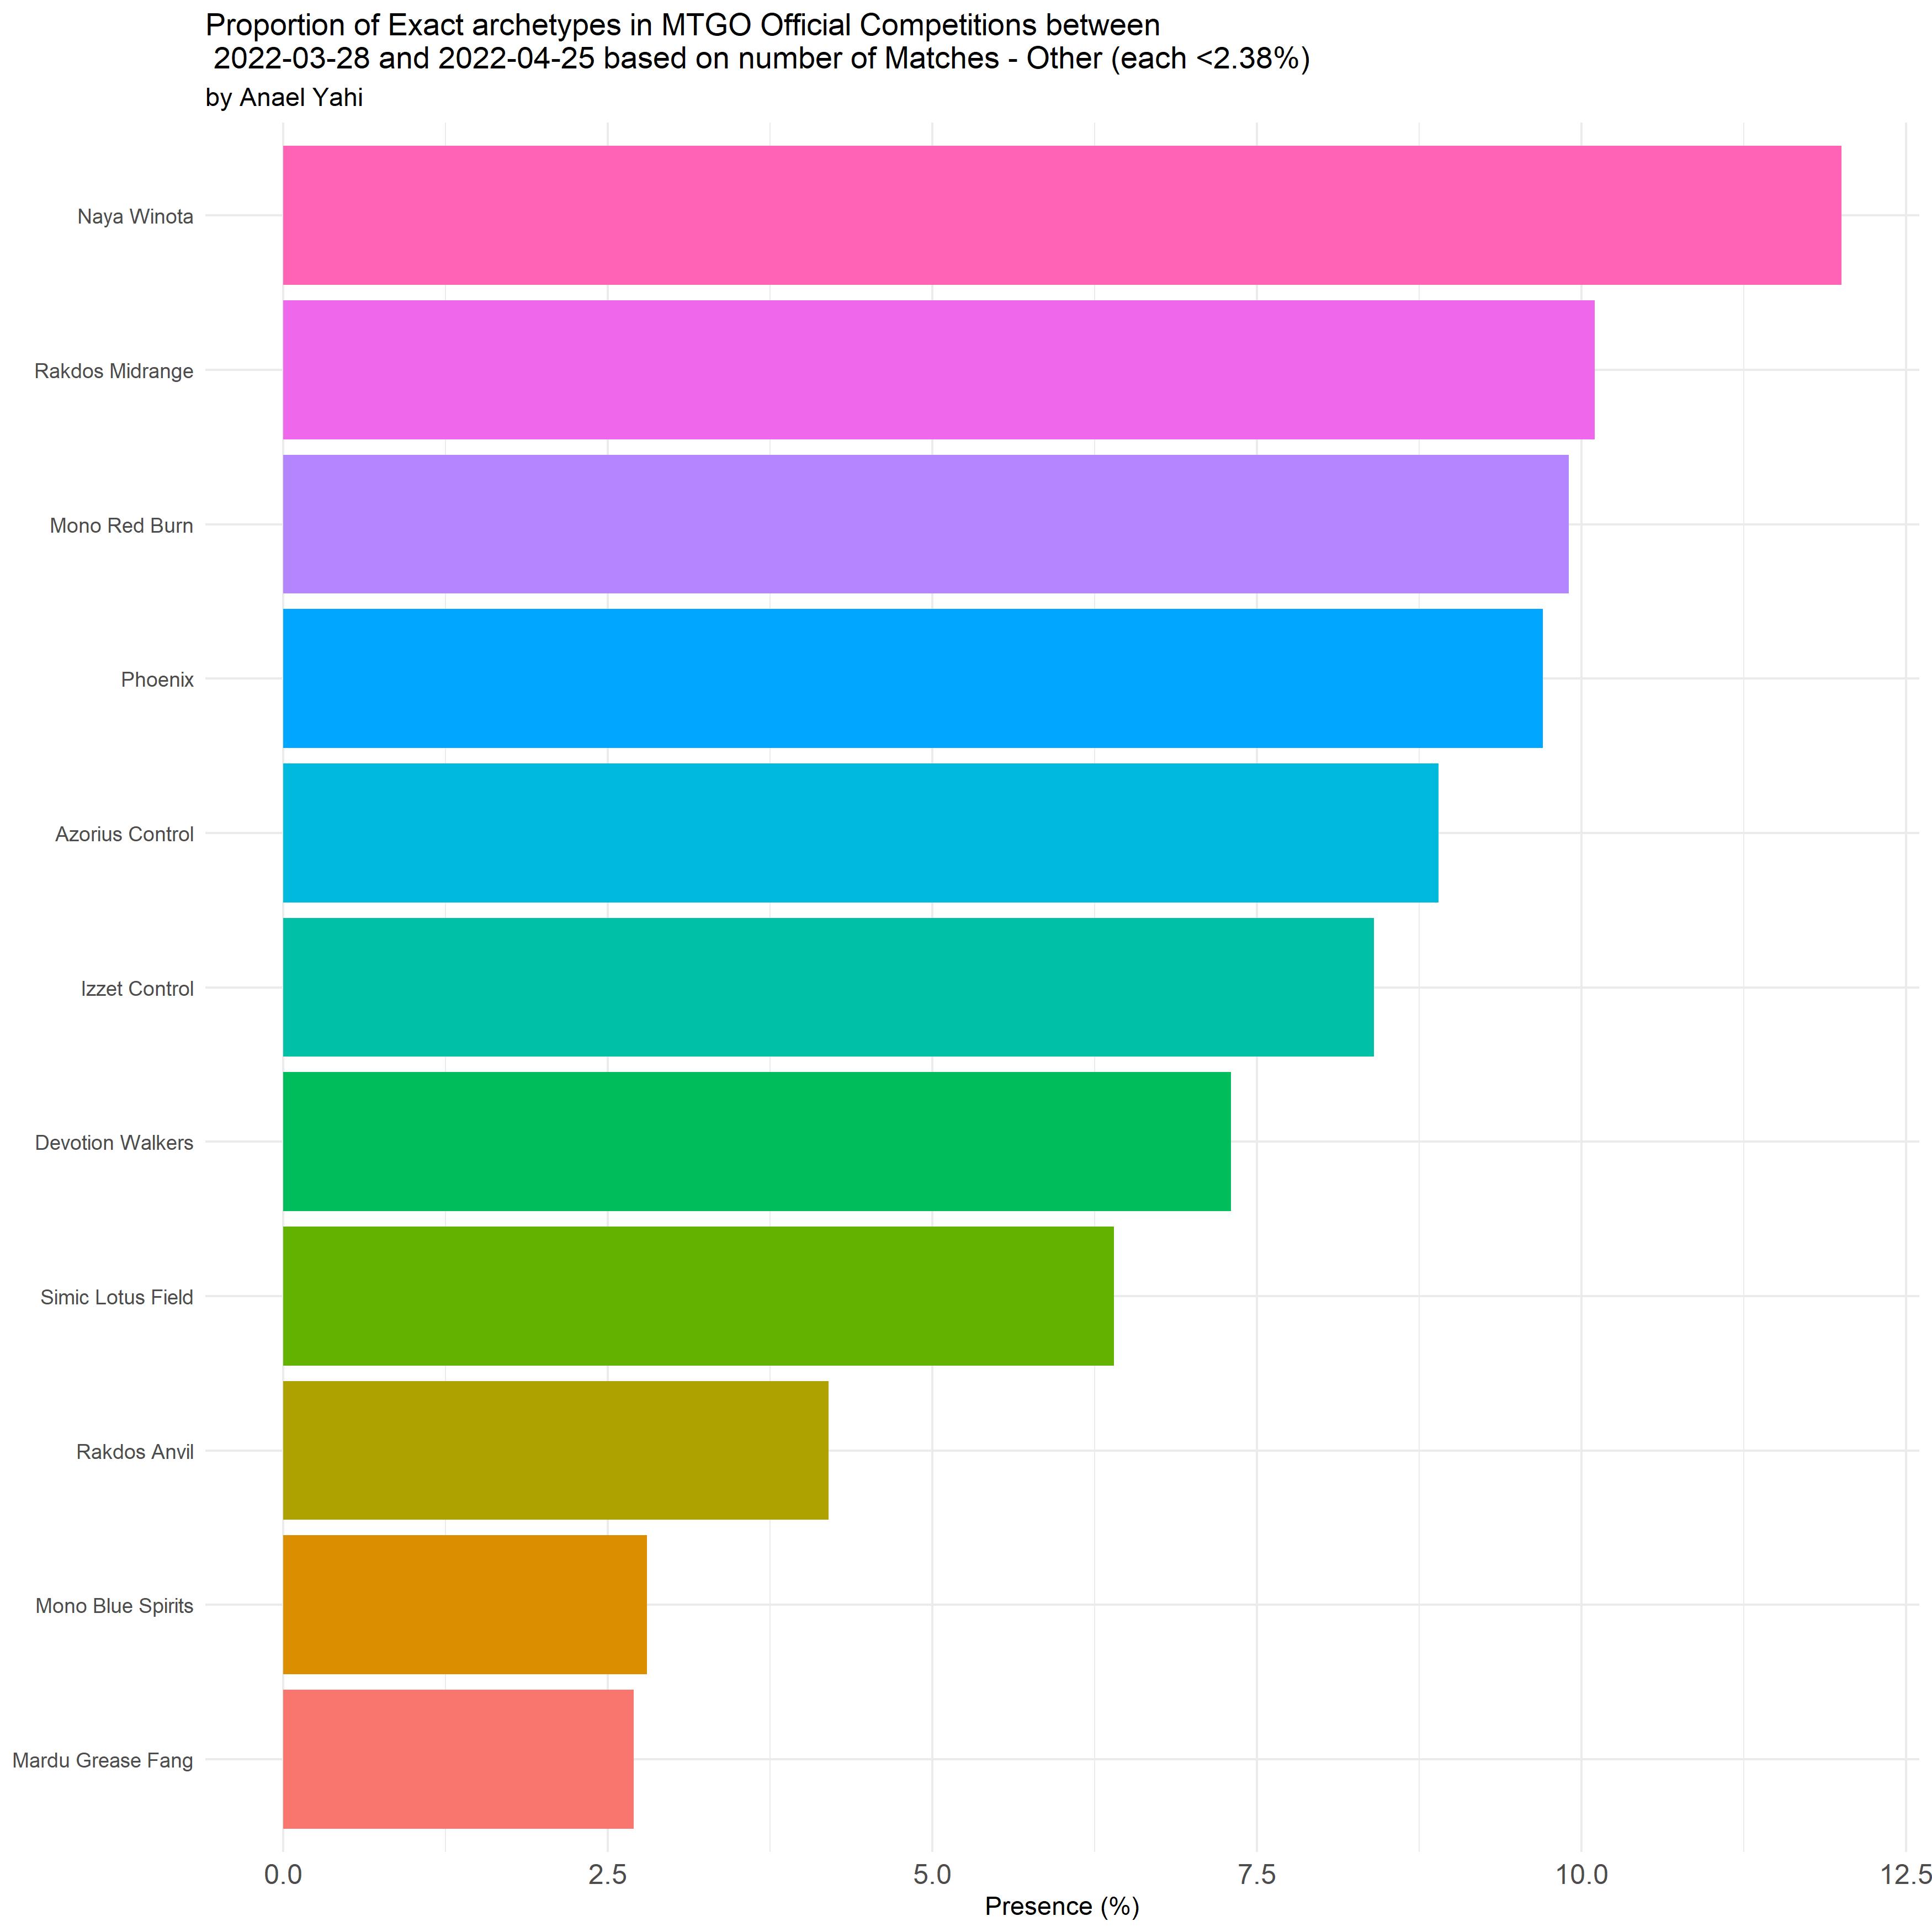 Proportion of Exact archetypes in MTGO Official Competitions between
2022-03-28 and 2022-04-25 based on number of Matches - Other (each <2.38%)
by Anael Yahi
Naya Winota
Rakdos Midrange
Mono Red Burn
Phoenix
Azorius Control
Izzet Control
Devotion Walkers
Simic Lotus Field
Rakdos Anvil
Mono Blue Spirits
Mardu Grease Fang
0.0 2.5 5.0 7.5 10.0 12.5
Presence (%)